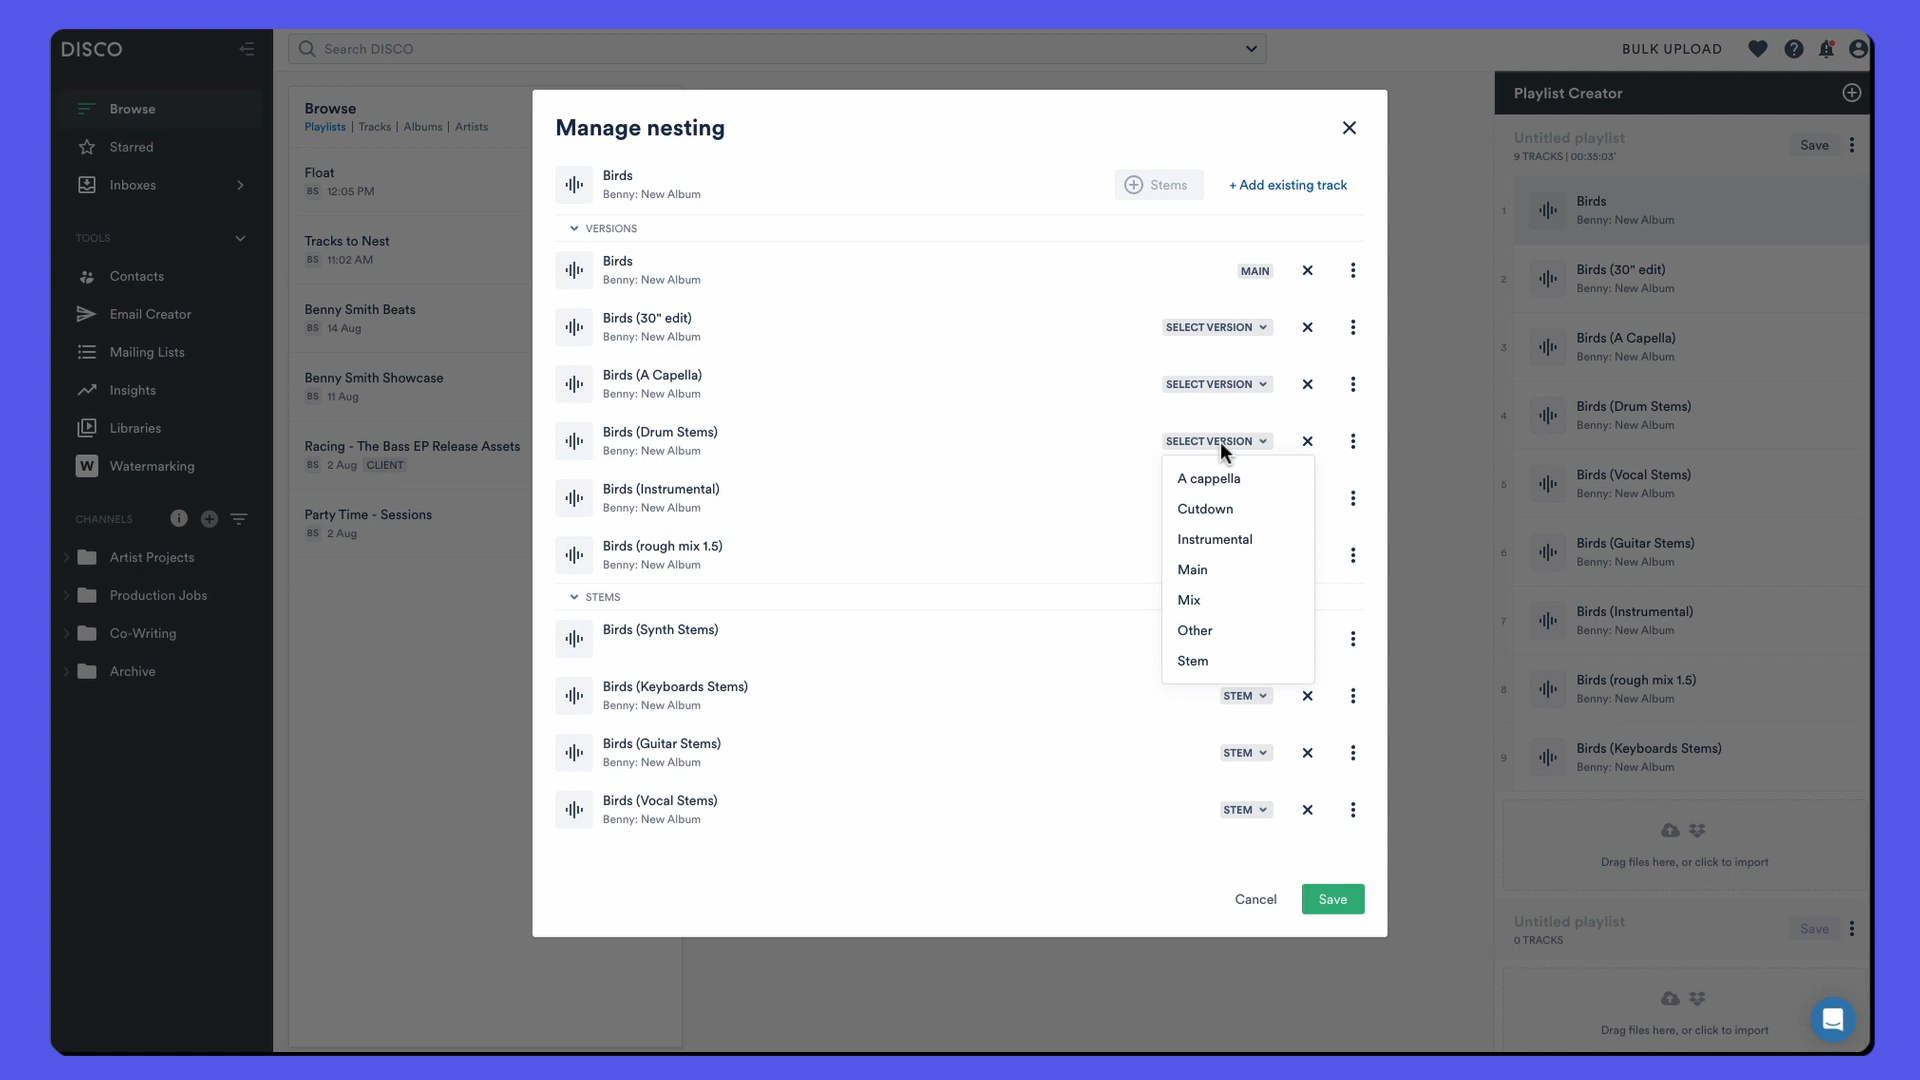 DISCO
Search DISCO
BULK UPLOAD
Browse
Starred
Inboxes
TOOLS
Contacts
Email Creator
Mailing Lists
Insights
Libraries
W Watermarking
CHANNELS
Artist Projects
Production Jobs
Co-Writing
Archive
Browse
Playlists | Tracks | Albums | Artists
Float
BS 12:05 PM
Tracks to Nest
BS 11:02 AM
Benny Smith Beats
BS 14 Aug
Benny Smith Showcase
BS 11 Aug
Racing - The Bass EP Release Assets
BS 2 Aug CLIENT
Party Time - Sessions
BS 2 Aug
Manage nesting
Birds
Benny: New Album
Stems
+ Add existing track
VERSIONS
Birds
Benny: New Album
MAIN
Birds (30" edit)
Benny: New Album
SELECT VERSION
Birds (A Capella)
Benny: New Album
SELECT VERSION
Birds (Drum Stems)
Benny: New Album
SELECT VERSION
A cappella
Cutdown
Instrumental
Main
Mix
Other
Stem
Birds (Instrumental)
Benny: New Album
Birds (rough mix 1.5)
Benny: New Album
STEMS
Birds (Synth Stems)
Birds (Keyboards Stems)
Benny: New Album
STEM
Birds (Guitar Stems)
Benny: New Album
STEM
Birds (Vocal Stems)
Benny: New Album
STEM
Cancel
Save
Playlist Creator
Untitled playlist
9 TRACKS | 00:35:03"
Save
1
Birds
Benny: New Album
2
Birds (30" edit)
Benny: New Album
3
Birds (A Capella)
Benny: New Album
4
Birds (Drum Stems)
Benny: New Album
5
Birds (Vocal Stems)
Benny: New Album
6
Birds (Guitar Stems)
Benny: New Album
7
Birds (Instrumental)
Benny: New Album
8
Birds (rough mix 1.5)
Benny: New Album
9
Birds (Keyboards Stems)
Benny: New Album
Drag files here, or click to import
Untitled playlist
0 TRACKS
Save
Drag files here, or click to import